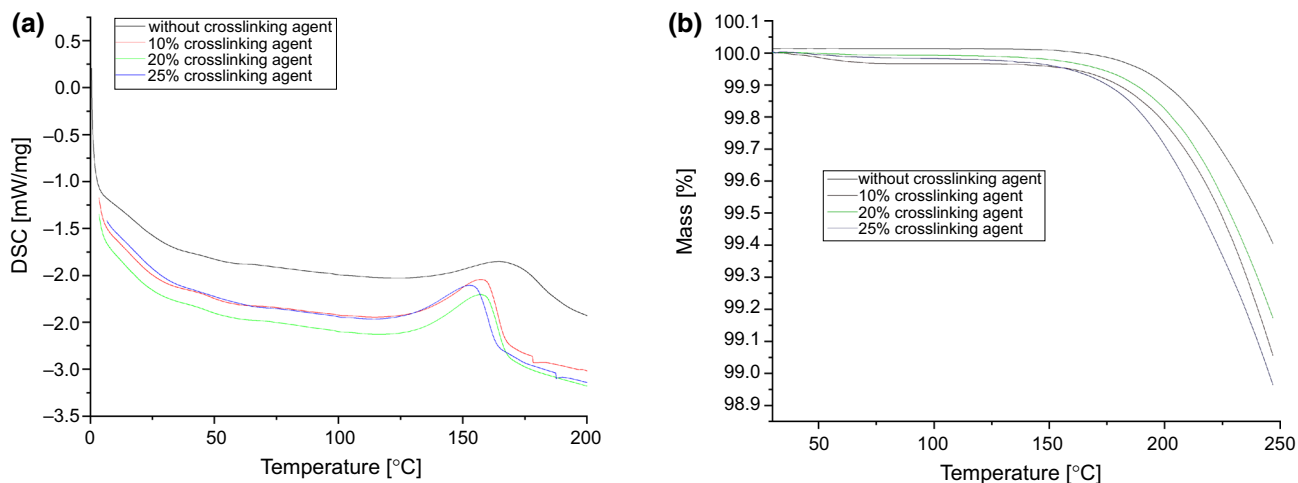 (a)
without crosslinking agent
10% crosslinking agent
20% crosslinking agent
25% crosslinking agent
DSC [mW/mg]
0.5
0.0
–0.5
–1.0
–1.5
–2.0
–2.0
–3.0
–3.5
0
50
100
150
200
Temperature [°C]
(b)
without crosslinking agent
10% crosslinking agent
20% crosslinking agent
25% crosslinking agent
Mass [%]
100.1
100.0
99.9
99.8
99.7
99.6
99.5
99.4
99.3
99.2
99.1
99.0
98.9
50
100
150
200
250
Temperature [°C]